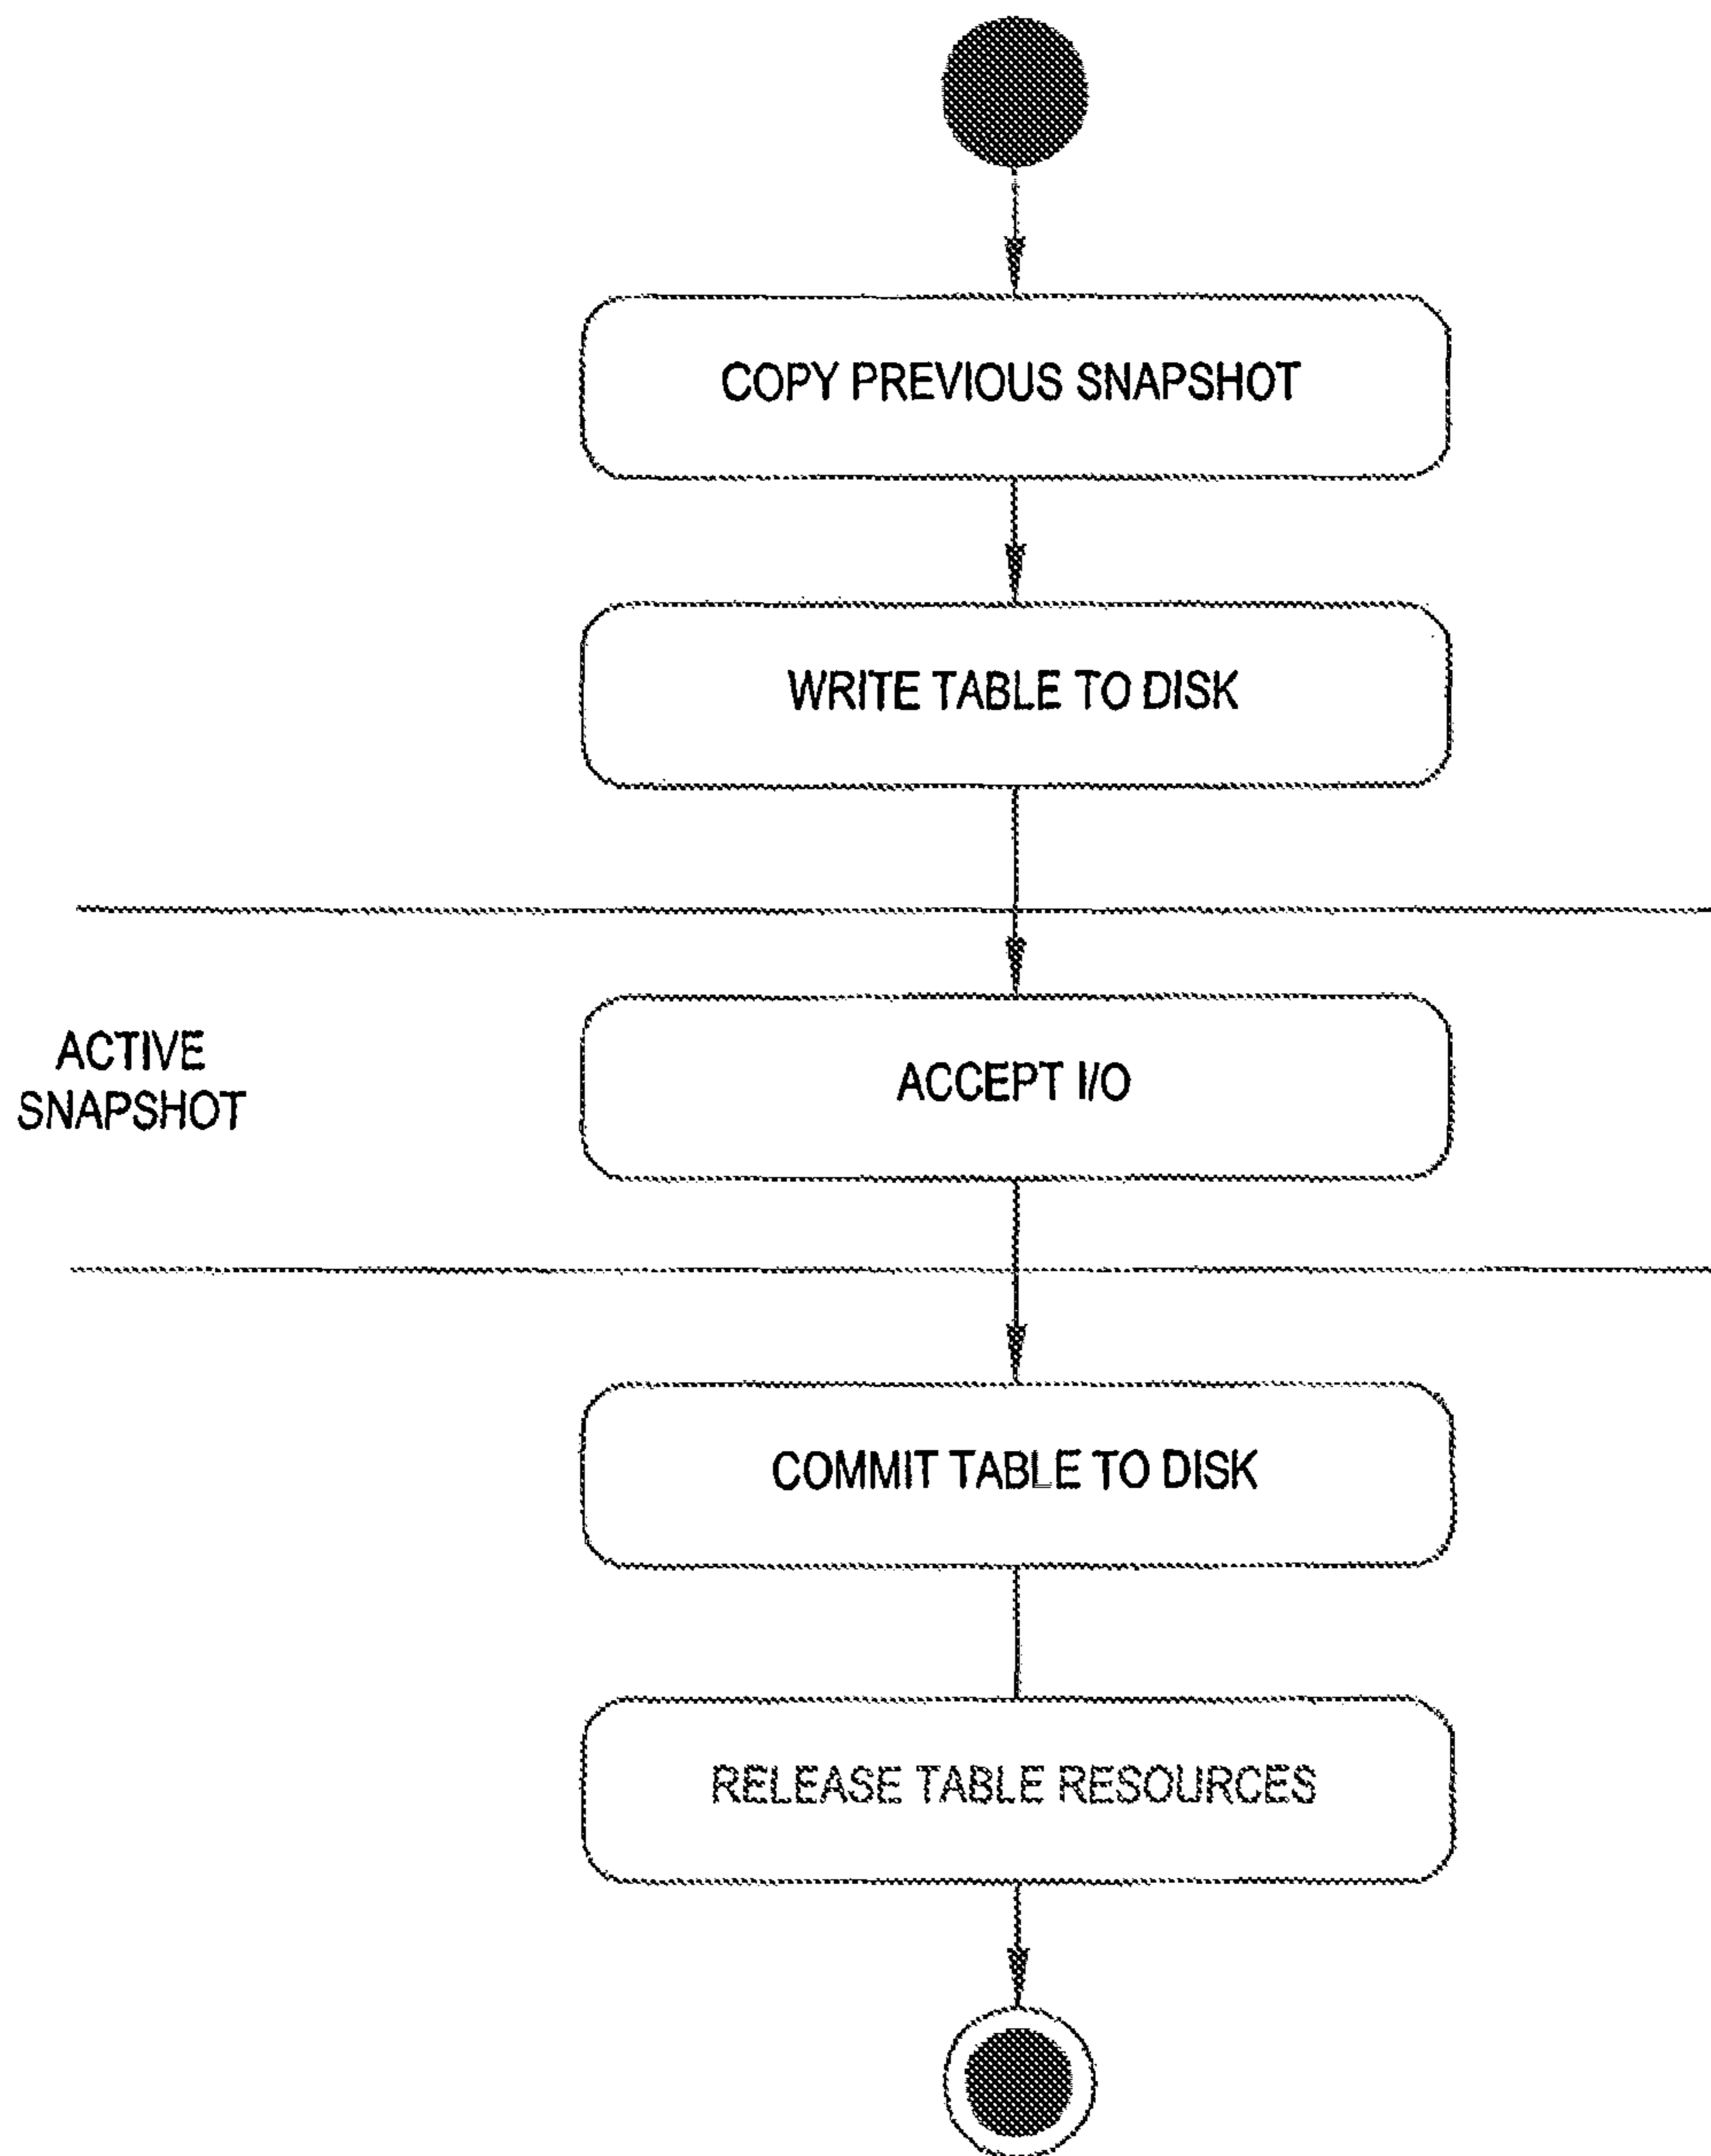 COPY PREVIOUS SNAPSHOT
WRITE TABLE TO DISK
ACTIVE
SNAPSHOT
ACCEPT I/O
COMMIT TABLE TO DISK
RELEASE TABLE RESOURCES